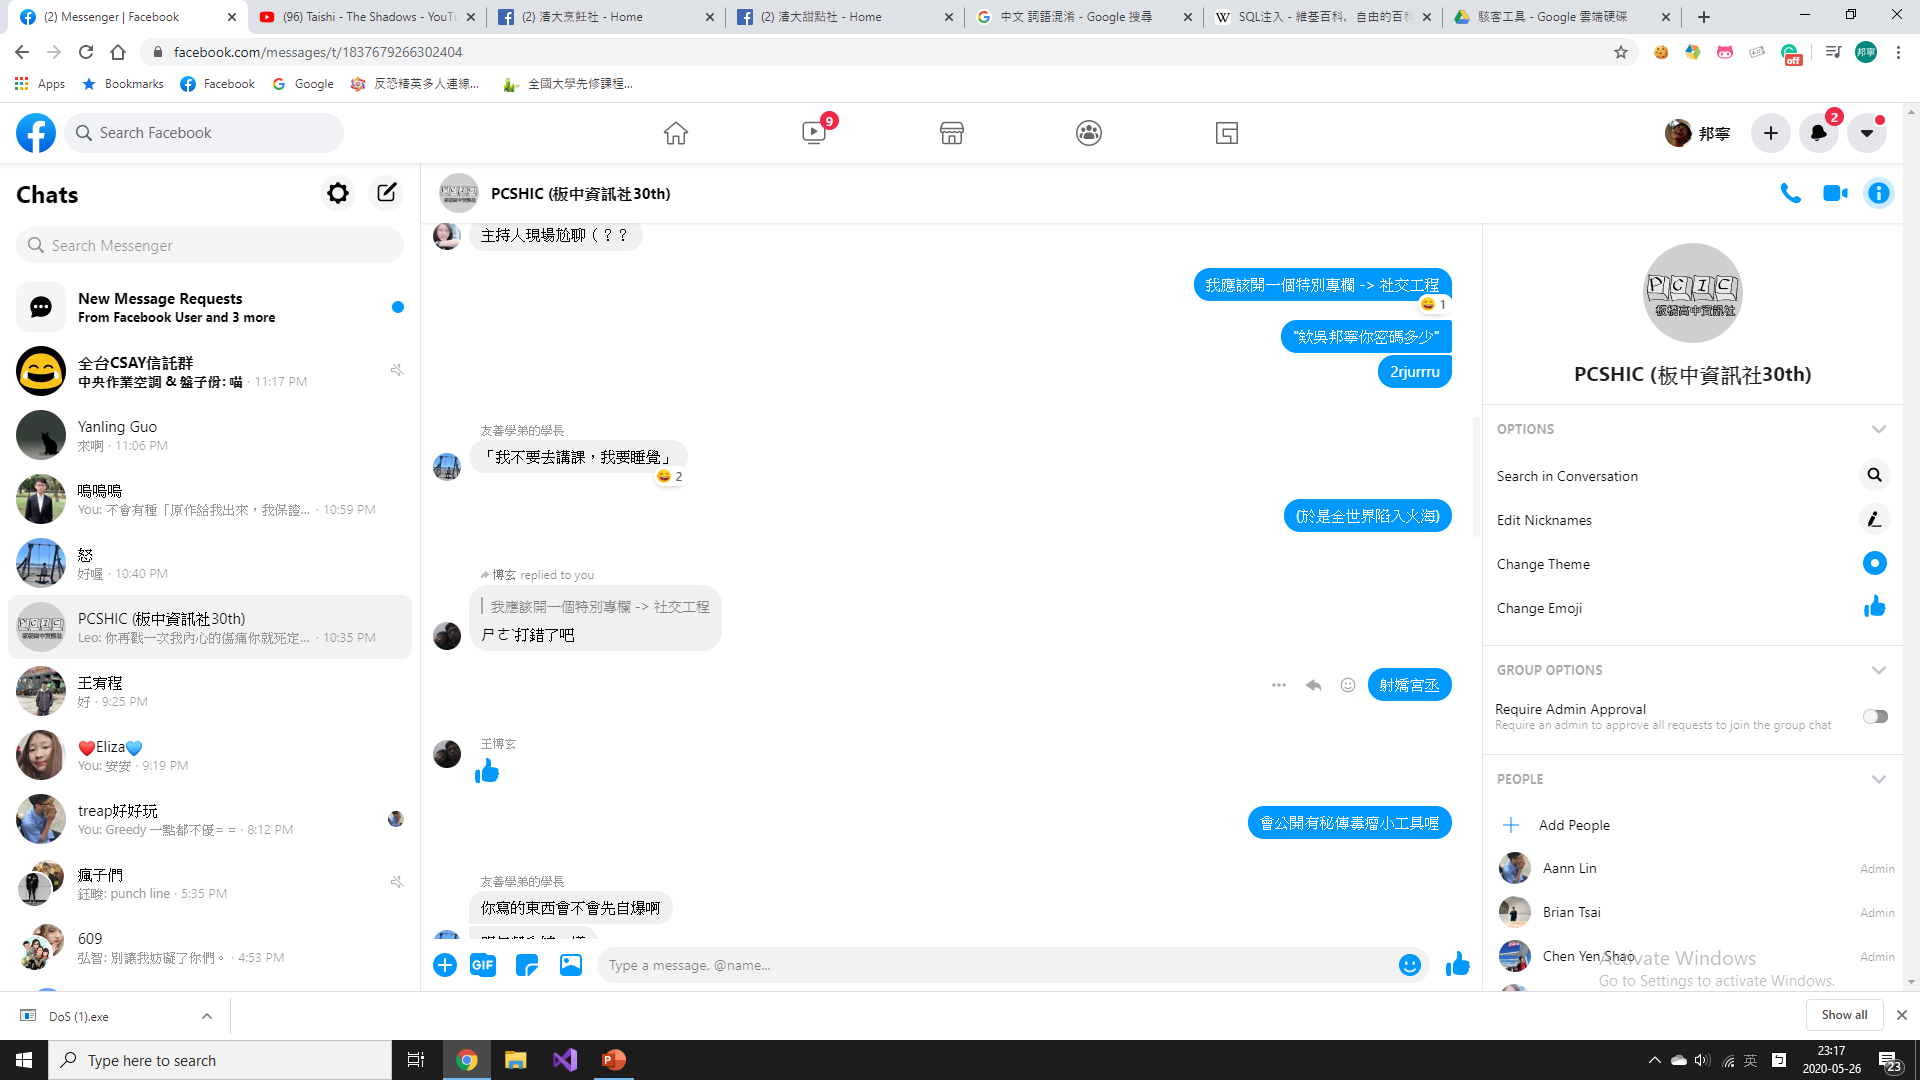 (2) Messenger | Facebook
(96) Taishi - The Shadows - YouTu
(2) 清大烹飪社 - Home
(2) 清大甜點社 - Home
中文 詞語混淆 - Google 搜尋
SQL注入 - 維基百科，自由的百科
駭客工具 - Google 雲端硬碟
facebook.com/messages/t/1837679266302404
off
邦寧
Apps
Bookmarks
Facebook
Google
反恐精英多人連線...
全國大學先修課程...
Search Facebook
9
邦寧
2
Chats
Search Messenger
New Message Requests
From Facebook User and 3 more
全台CSAY信託群
中央作業空調 & 盤子份: 喵 · 11:17 PM
Yanling Guo
來啊 · 11:06 PM
嗚嗚嗚
You: 不會有種「原作給我出來，我保證... · 10:59 PM
怒
好喔 · 10:40 PM
PCSHIC (板中資訊社30th)
Leo: 你再戳一次我內心的傷痛你就死定... · 10:35 PM
王宥程
好 · 9:25 PM
Eliza
You: 安安 · 9:19 PM
treap好好玩
You: Greedy 一點都不優= = · 8:12 PM
瘋子們
鈺畯: punch line · 5:35 PM
609
弘智: 別讓我妨礙了你們。 · 4:53 PM
PCSHIC (板中資訊社30th)
主持人現場尬聊（？？
我應該開一個特別專欄 -> 社交工程
1
"欸吳邦寧你密碼多少"
2rjurrru
友善學弟的學長
「我不要去講課，我要睡覺」
2
(於是全世界陷入火海)
博玄 replied to you
我應該開一個特別專欄 -> 社交工程
ㄕㄜˋ打錯了吧
射嬌宮丞
王博玄
會公開有秘傳毒瘤小工具喔
友善學弟的學長
你寫的東西會不會先自爆啊
GIF
Type a message, @name...
PCIC
板橋高中資訊社
PCSHIC (板中資訊社30th)
OPTIONS
Search in Conversation
Edit Nicknames
Change Theme
Change Emoji
GROUP OPTIONS
Require Admin Approval
Require an admin to approve all requests to join the group chat
PEOPLE
Add People
Aann Lin
Admin
Brian Tsai
Admin
Chen Yen Shao
Admin
Activate Windows
Go to Settings to activate Windows.
DoS (1).exe
Show all
Type here to search
英
23:17
2020-05-26
23